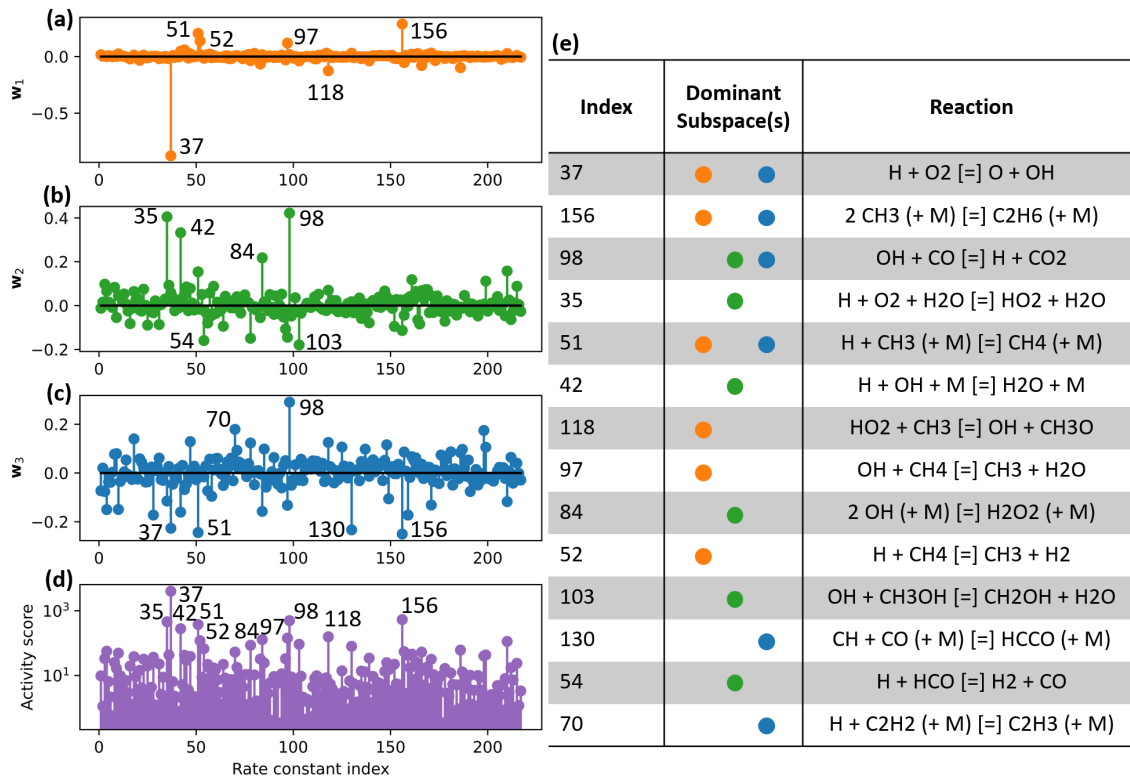 (a)
51
52
97
156
118
37
0.0
−0.5
w1
0 50 100 150 200
(b)
35
42
84
98
54
103
0.4
0.2
0.0
−0.2
w2
0 50 100 150 200
(c)
70
98
37
51
130
156
0.2
0.0
−0.2
w3
0 50 100 150 200
(d)
37
35
42
51
52
84
97
98
118
156
10³
10¹
Activity score
0 50 100 150 200
Rate constant index
(e)
Index Dominant Subspace(s) Reaction
37 H + O2 [=] O + OH
156 2 CH3 (+ M) [=] C2H6 (+ M)
98 OH + CO [=] H + CO2
35 H + O2 + H2O [=] HO2 + H2O
51 H + CH3 (+ M) [=] CH4 (+ M)
42 H + OH + M [=] H2O + M
118 HO2 + CH3 [=] OH + CH3O
97 OH + CH4 [=] CH3 + H2O
84 2 OH (+ M) [=] H2O2 (+ M)
52 H + CH4 [=] CH3 + H2
103 OH + CH3OH [=] CH2OH + H2O
130 CH + CO (+ M) [=] HCCO (+ M)
54 H + HCO [=] H2 + CO
70 H + C2H2 (+ M) [=] C2H3 (+ M)